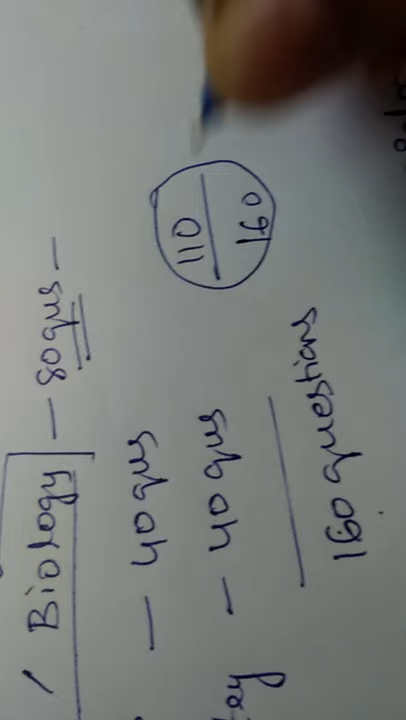 Biology — 80qus —
— 40qus
— 40qus
160 questions
110
160